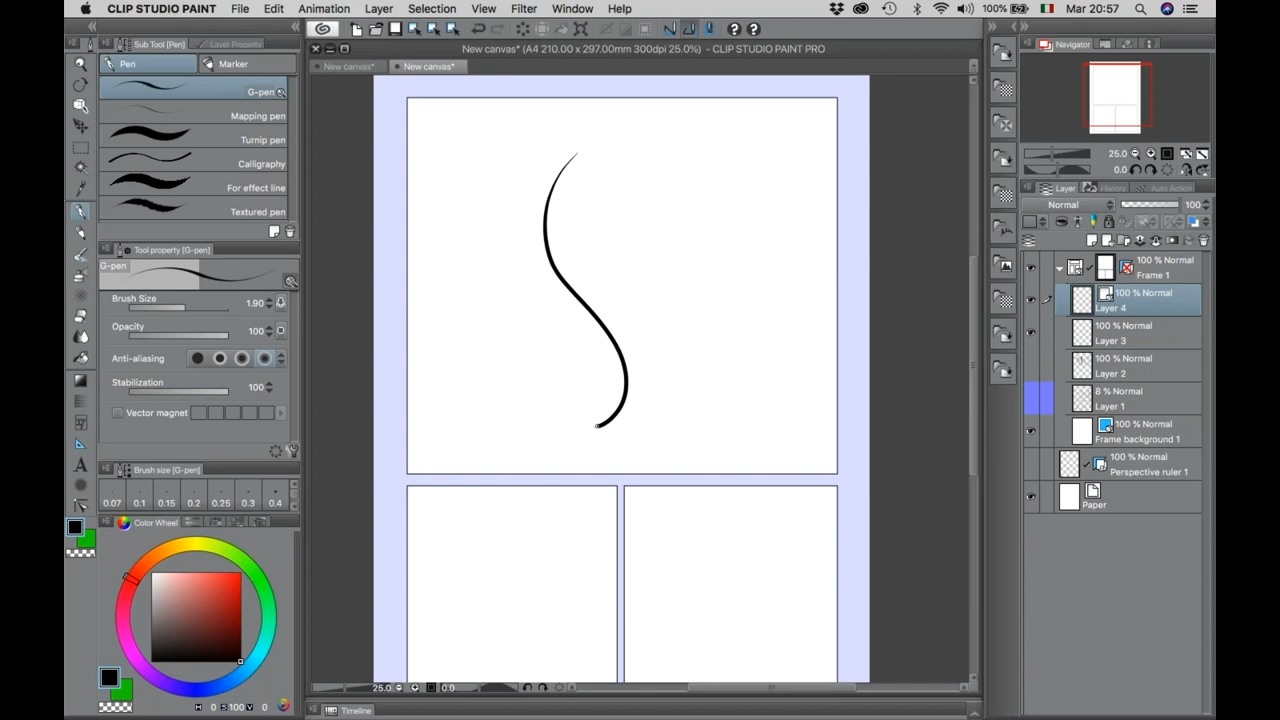 CLIP STUDIO PAINT File Edit Animation Layer Selection View Filter Window Help 100% Mar 20:57
New canvas* (A4 210.00 x 297.00mm 300dpi 25.0%) - CLIP STUDIO PAINT PRO
Sub Tool [Pen] Layer Property
New canvas* New canvas*
Navigator
Pen Marker
G-pen
Mapping pen
Turnip pen
Calligraphy
For effect line
Textured pen
Tool property [G-pen]
G-pen
Brush Size 1.90
Opacity 100
Anti-aliasing
Stabilization 100
Vector magnet
Brush size [G-pen]
0.07 0.1 0.15 0.2 0.25 0.3 0.4
Color Wheel
H 0 S 100 V 0
25.0 0.0
Timeline
25.0
0.0
Layer History Auto Action
Normal 100
100 % Normal
Frame 1
100 % Normal
Layer 4
100 % Normal
Layer 3
100 % Normal
Layer 2
8 % Normal
Layer 1
100 % Normal
Frame background 1
100 % Normal
Perspective ruler 1
Paper